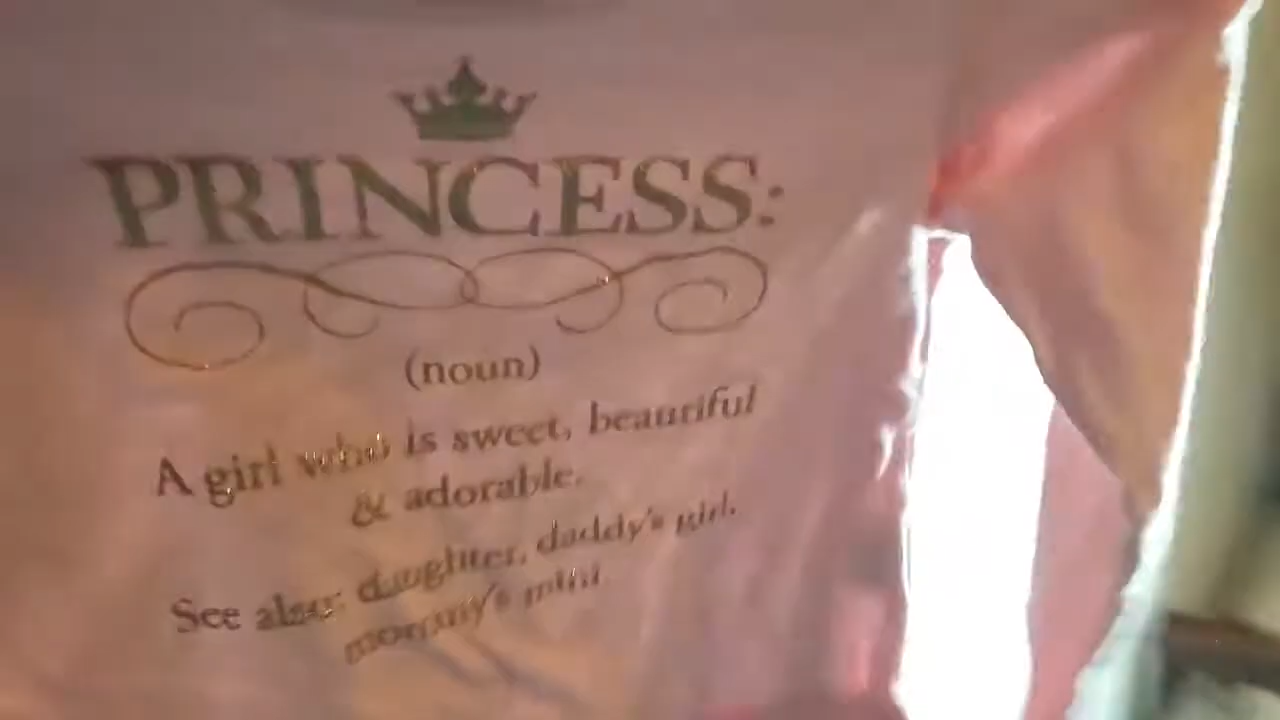 PRINCESS:
(noun)
A girl who is sweet, beautiful
& adorable.
See also: daughter, daddy's girl,
mommy's mini